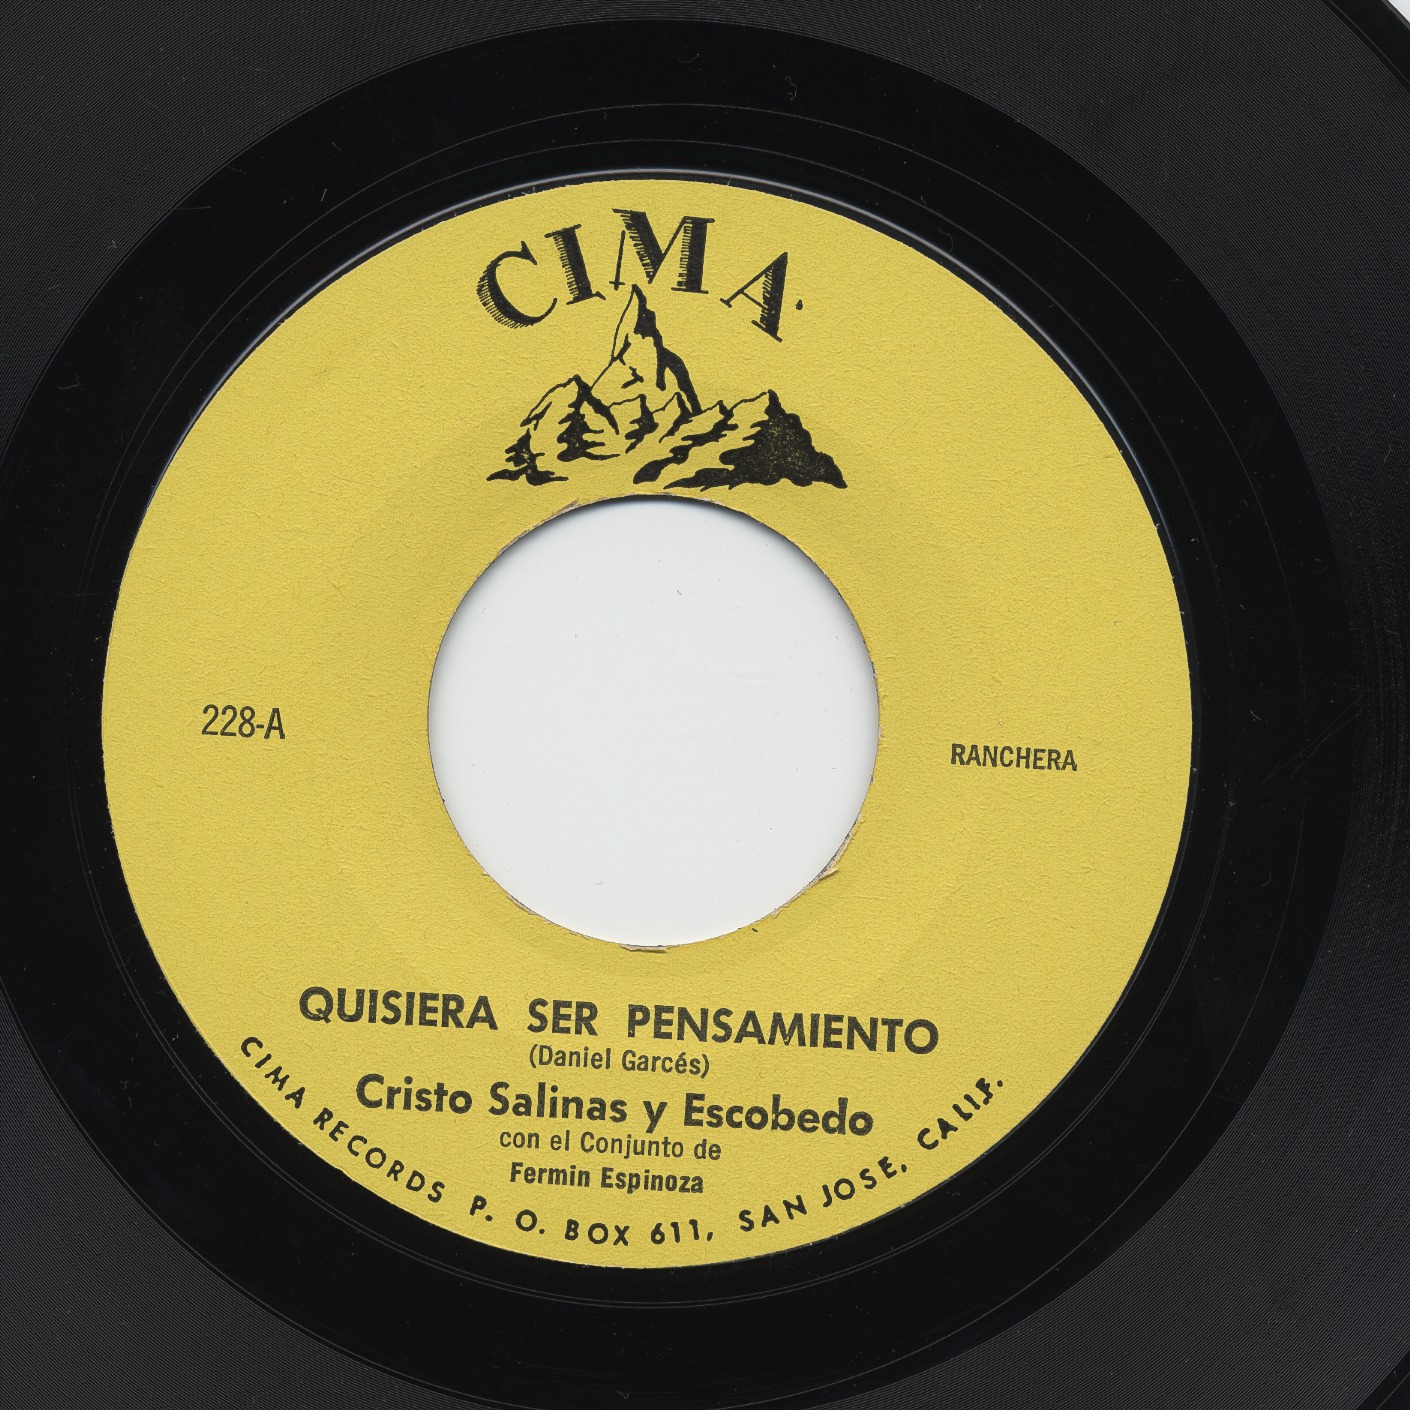 CIMA
228-A
RANCHERA
QUISIERA SER PENSAMIENTO
(Daniel Garcés)
Cristo Salinas y Escobedo
con el Conjunto de
Fermin Espinoza
CIMA RECORDS P. O. BOX 611, SAN JOSE, CALIF.